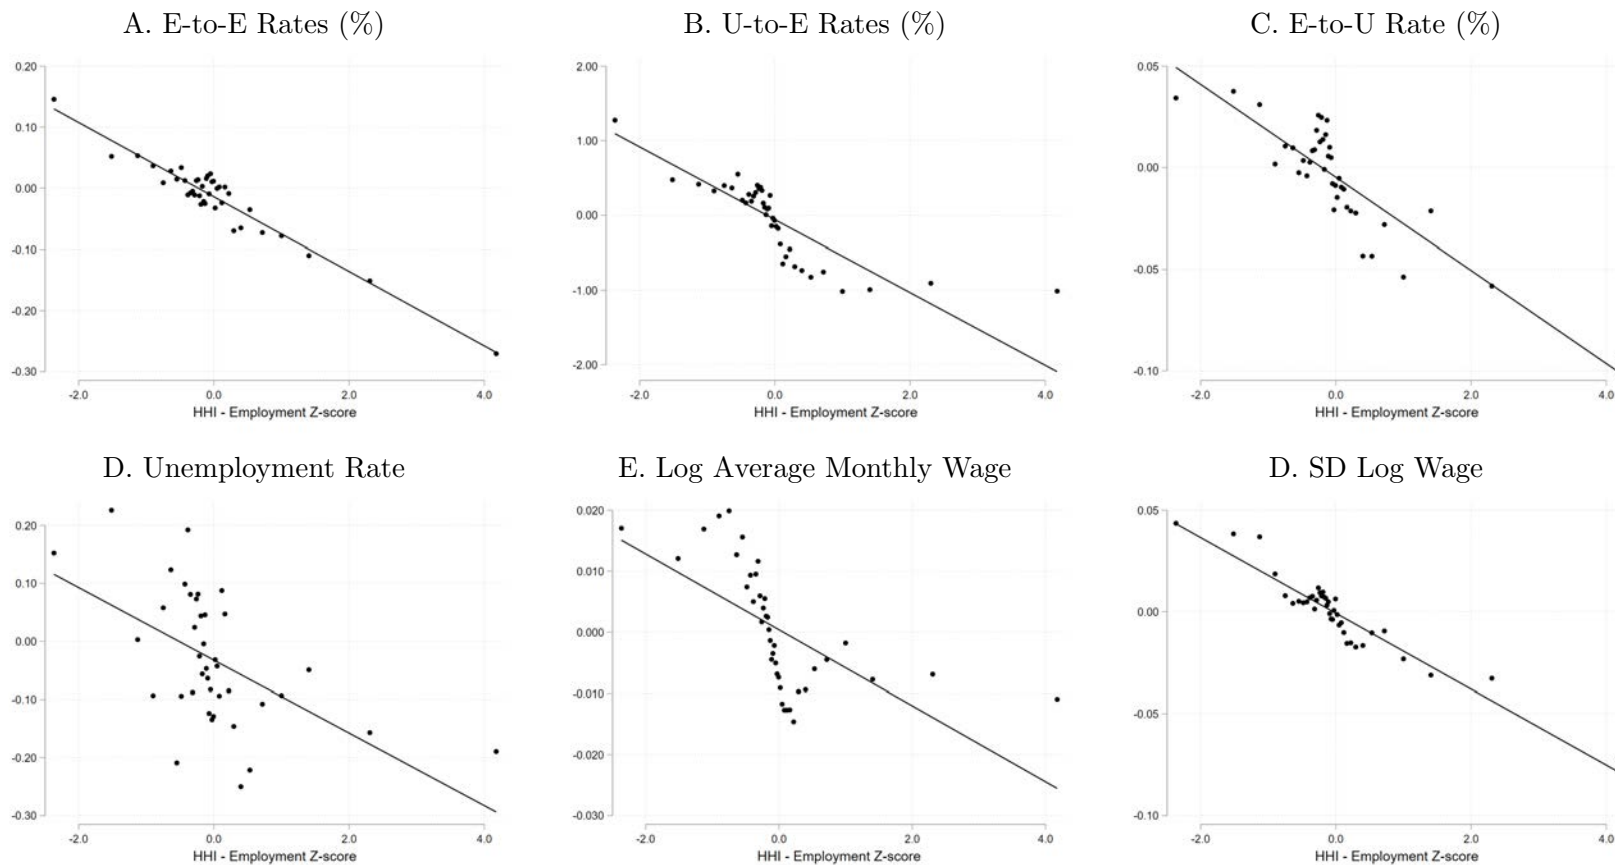 A. E-to-E Rates (%)
0.20
0.10
0.00
-0.10
-0.20
-0.30
-2.0 0.0 2.0 4.0
HHI - Employment Z-score
B. U-to-E Rates (%)
2.00
1.00
0.00
-1.00
-2.00
-2.0 0.0 2.0 4.0
HHI - Employment Z-score
C. E-to-U Rate (%)
0.05
0.00
-0.05
-0.10
-2.0 0.0 2.0 4.0
HHI - Employment Z-score
D. Unemployment Rate
0.20
0.10
0.00
-0.10
-0.20
-0.30
-2.0 0.0 2.0 4.0
HHI - Employment Z-score
E. Log Average Monthly Wage
0.020
0.010
0.000
-0.010
-0.020
-0.030
-2.0 0.0 2.0 4.0
HHI - Employment Z-score
D. SD Log Wage
0.05
0.00
-0.05
-0.10
-2.0 0.0 2.0 4.0
HHI - Employment Z-score